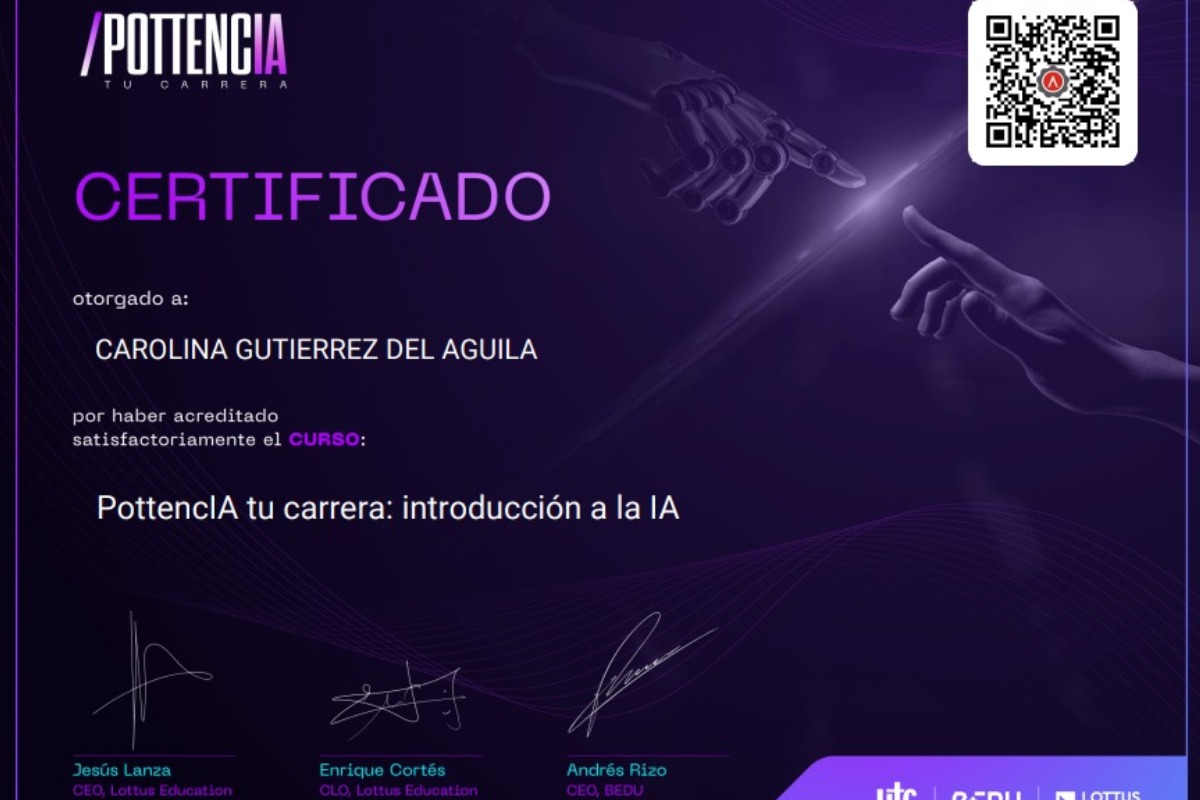 /POTTENCIA
TU CARRERA
CERTIFICADO
otorgado a:
CAROLINA GUTIERREZ DEL AGUILA
por haber acreditado
satisfactoriamente el CURSO:
PottencIA tu carrera: introducción a la IA
Jesús Lanza
CEO, Lottus Education
Enrique Cortés
CLO, Lottus Education
Andrés Rizo
CEO, BEDU
utc
BEDU
LOTTUS